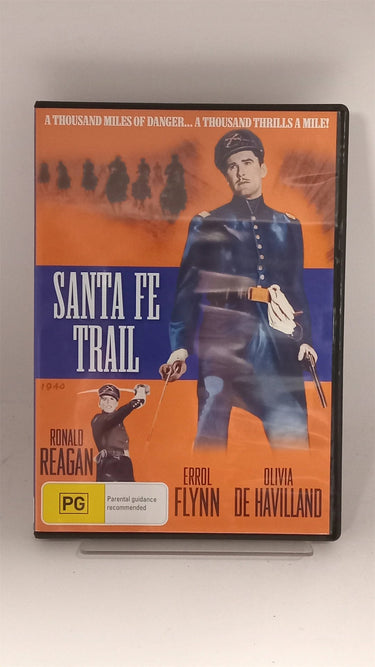 A THOUSAND MILES OF DANGER... A THOUSAND THRILLS A MILE!
SANTA FE
TRAIL
1940
RONALD
REAGAN
ERROL
FLYNN
OLIVIA
DE HAVILLAND
PG
Parental guidance
recommended